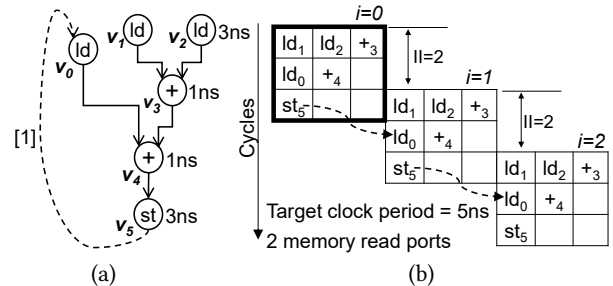 (a)
ld
v0
[1]
v1
ld
v2
ld
3ns
+
v3
1ns
+
v4
1ns
st
v5
3ns
(b)
Cycles
i=0
ld1 ld2 +3
ld0 +4
st5
II=2
i=1
ld1 ld2 +3
ld0 +4
st5
II=2
i=2
ld1 ld2 +3
ld0 +4
st5
Target clock period = 5ns
2 memory read ports
(a)
(b)